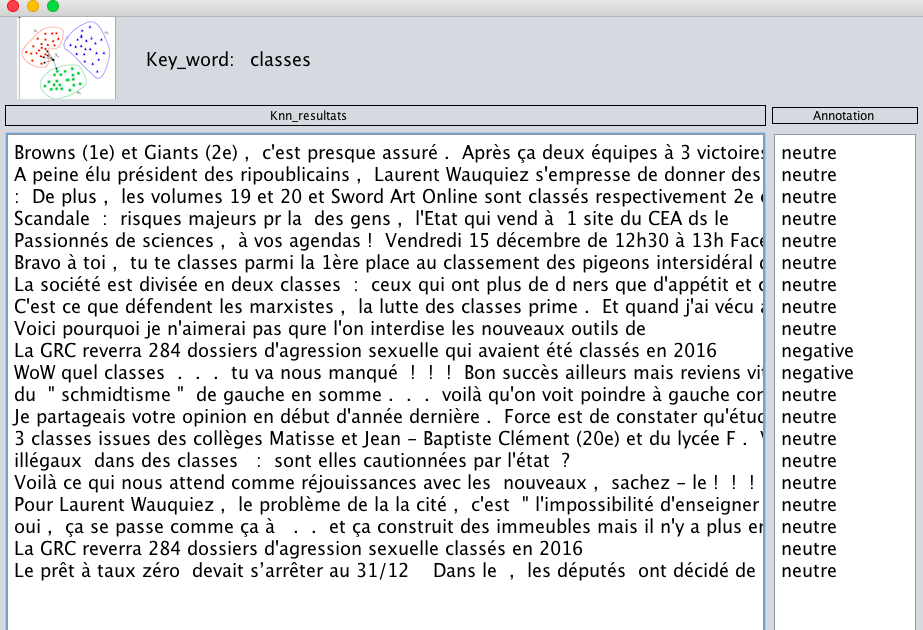 Key_word: classes
Knn_resultats
Annotation
Browns (1e) et Giants (2e) , c'est presque assuré . Après ça deux équipes à 3 victoires neutre
A peine élu président des ripoublicains , Laurent Wauquiez s'empresse de donner des neutre
: De plus , les volumes 19 et 20 et Sword Art Online sont classés respectivement 2e neutre
Scandale : risques majeurs pr la des gens , l'Etat qui vend à 1 site du CEA ds le neutre
Passionnés de sciences , à vos agendas ! Vendredi 15 décembre de 12h30 à 13h Face neutre
Bravo à toi , tu te classes parmi la 1ère place au classement des pigeons intersidéral neutre
La société est divisée en deux classes : ceux qui ont plus de d ners que d'appétit et neutre
C'est ce que défendent les marxistes , la lutte des classes prime . Et quand j'ai vécu neutre
Voici pourquoi je n'aimerai pas qure l'on interdise les nouveaux outils de neutre
La GRC reverra 284 dossiers d'agression sexuelle qui avaient été classés en 2016 negative
WoW quel classes . . . tu va nous manqué ! ! ! Bon succès ailleurs mais reviens negative
du " schmidtisme " de gauche en somme . . . voilà qu'on voit poindre à gauche neutre
Je partageais votre opinion en début d'année dernière . Force est de constater neutre
3 classes issues des collèges Matisse et Jean - Baptiste Clément (20e) et du lycée F . neutre
illégaux dans des classes : sont elles cautionnées par l'état ? neutre
Voilà ce qui nous attend comme réjouissances avec les nouveaux , sachez - le ! ! ! neutre
Pour Laurent Wauquiez , le problème de la la cité , c'est " l'impossibilité d'enseigner neutre
oui , ça se passe comme ça à . . et ça construit des immeubles mais il n'y a plus neutre
La GRC reverra 284 dossiers d'agression sexuelle classés en 2016 neutre
Le prêt à taux zéro devait s’arrêter au 31/12 Dans le , les députés ont décidé de neutre